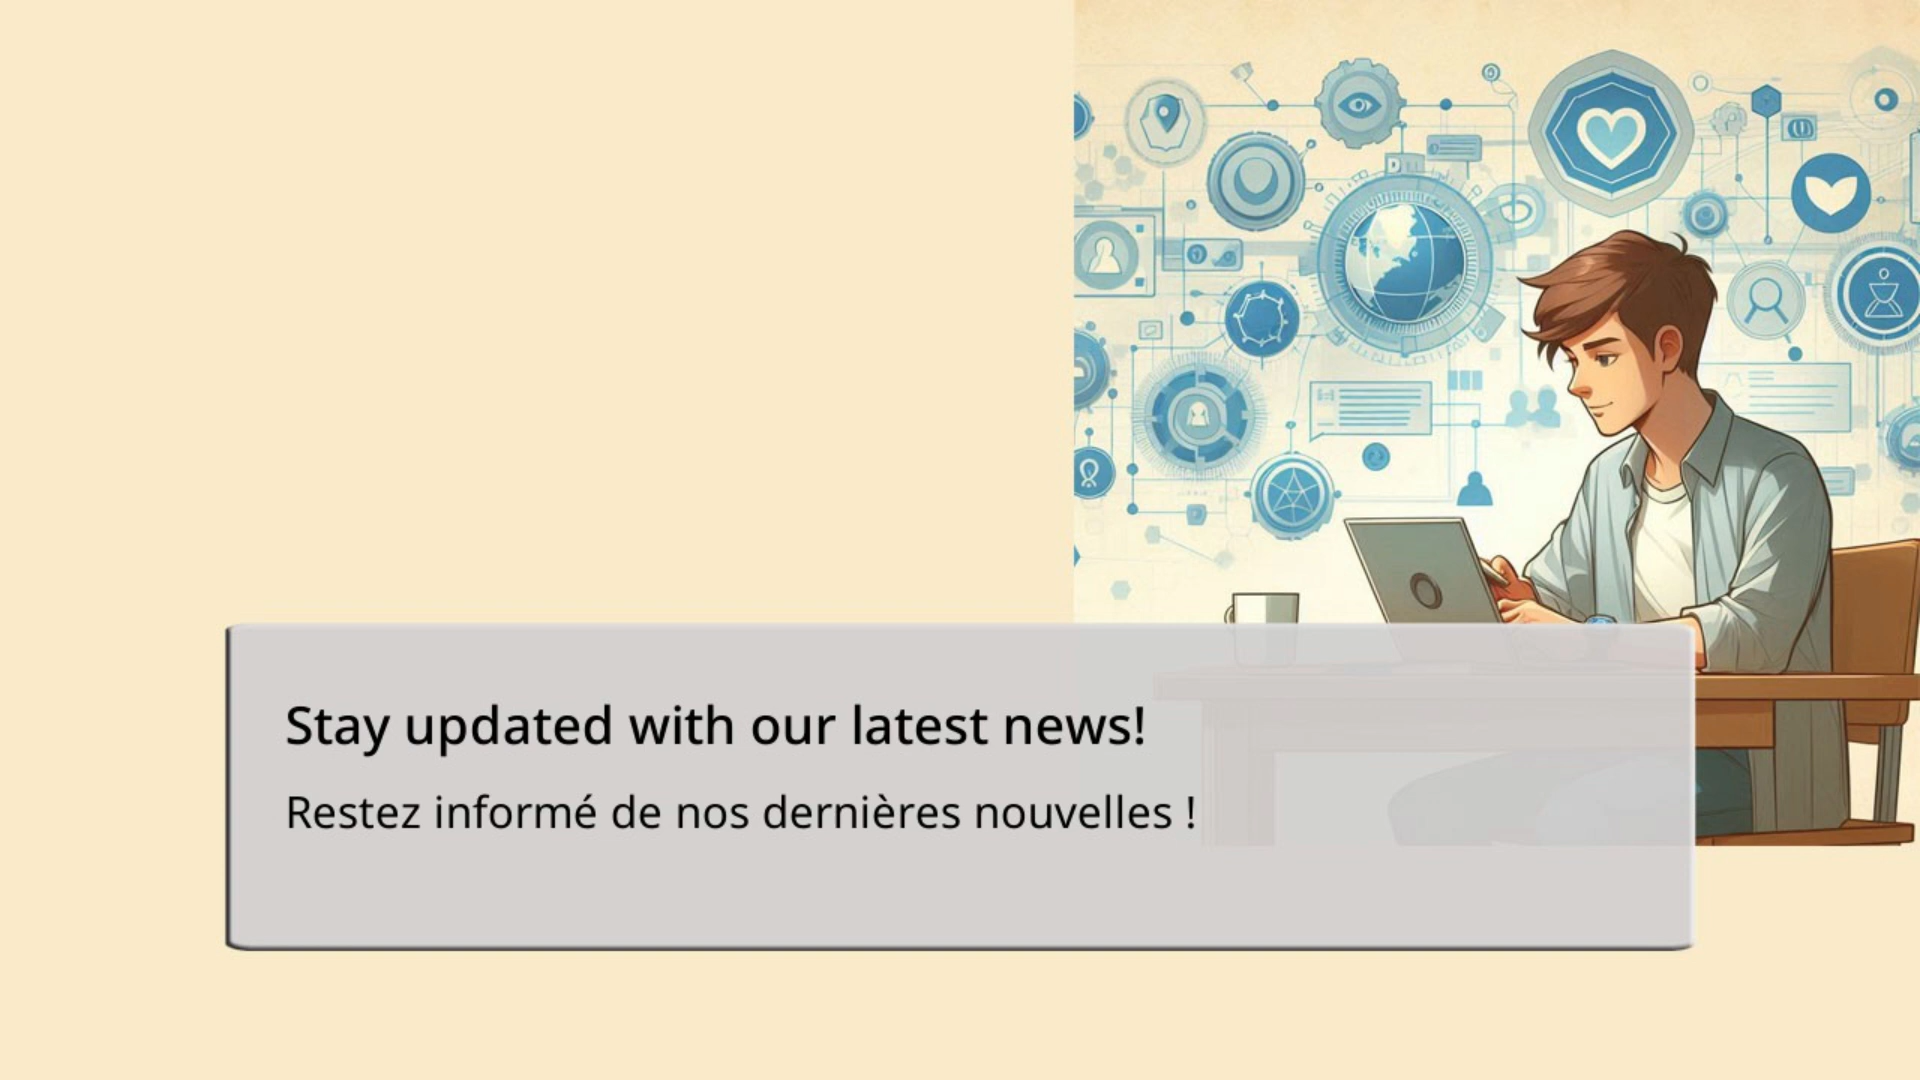 Stay updated with our latest news!
Restez informé de nos dernières nouvelles !